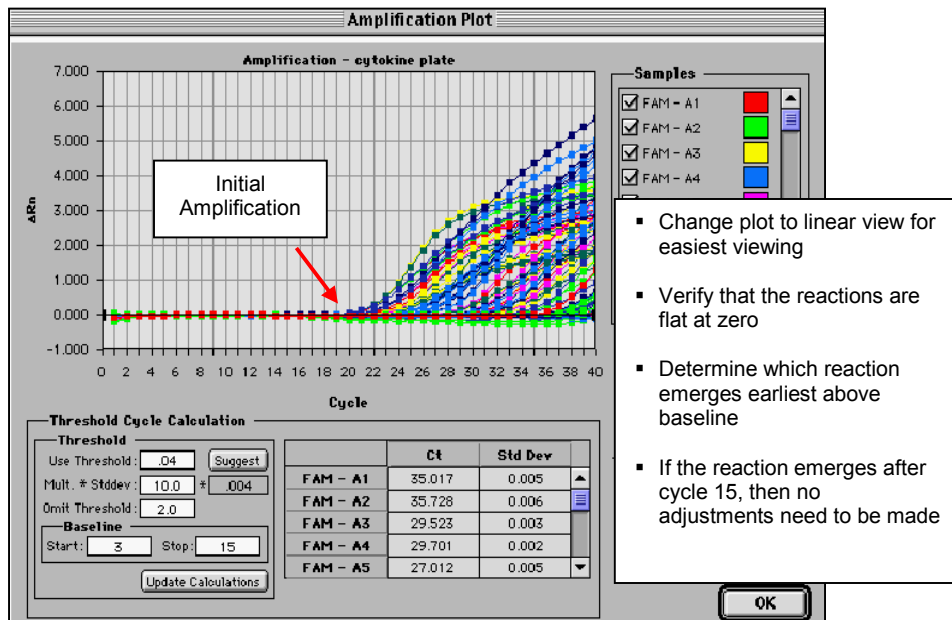 Amplification Plot
Amplification - cytokine plate
7.000
6.000
5.000
4.000
3.000
2.000
1.000
0.000
-1.000
ΔRn
Initial
Amplification
0 2 4 6 8 10 12 14 16 18 20 22 24 26 28 30 32 34 36 38 40
Cycle
Samples
FAM - A1
FAM - A2
FAM - A3
FAM - A4
▪ Change plot to linear view for
easiest viewing
▪ Verify that the reactions are
flat at zero
▪ Determine which reaction
emerges earliest above
baseline
▪ If the reaction emerges after
cycle 15, then no
adjustments need to be made
Threshold Cycle Calculation
Threshold
Use Threshold: .04 Suggest
Mult. * Stddev: 10.0 * .004
Omit Threshold: 2.0
Baseline
Start: 3 Stop: 15
Update Calculations
Ct Std Dev
FAM - A1 35.017 0.005
FAM - A2 35.728 0.006
FAM - A3 29.523 0.003
FAM - A4 29.701 0.002
FAM - A5 27.012 0.005
OK